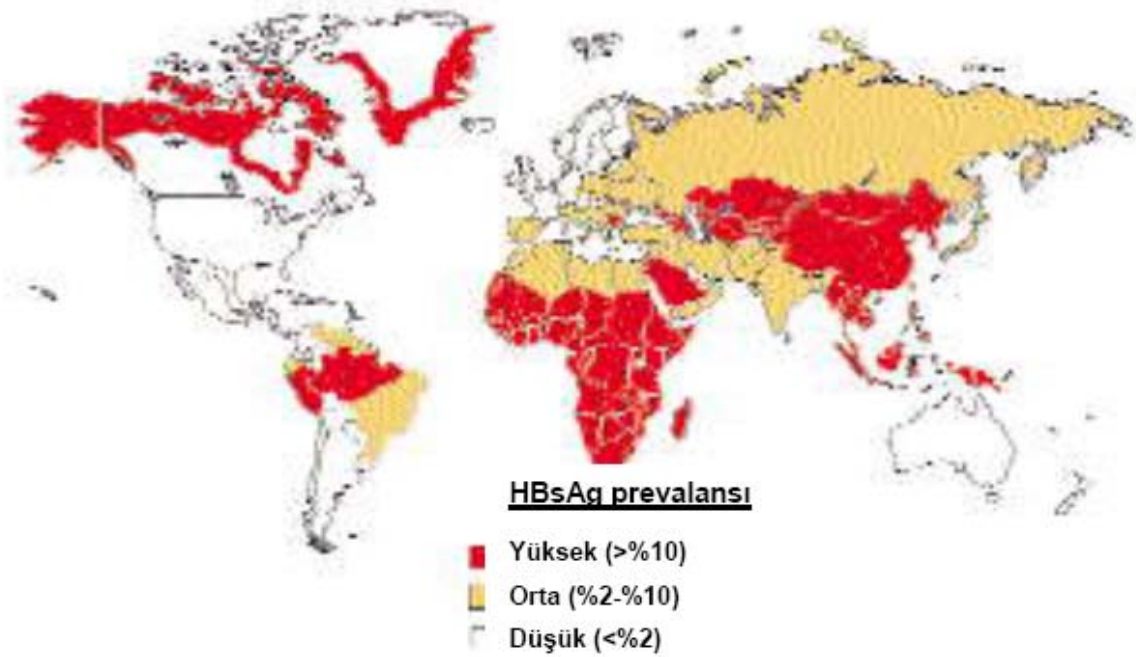 HBsAg prevalansı
Yüksek (>%10)
Orta (%2-%10)
Düşük (<%2)